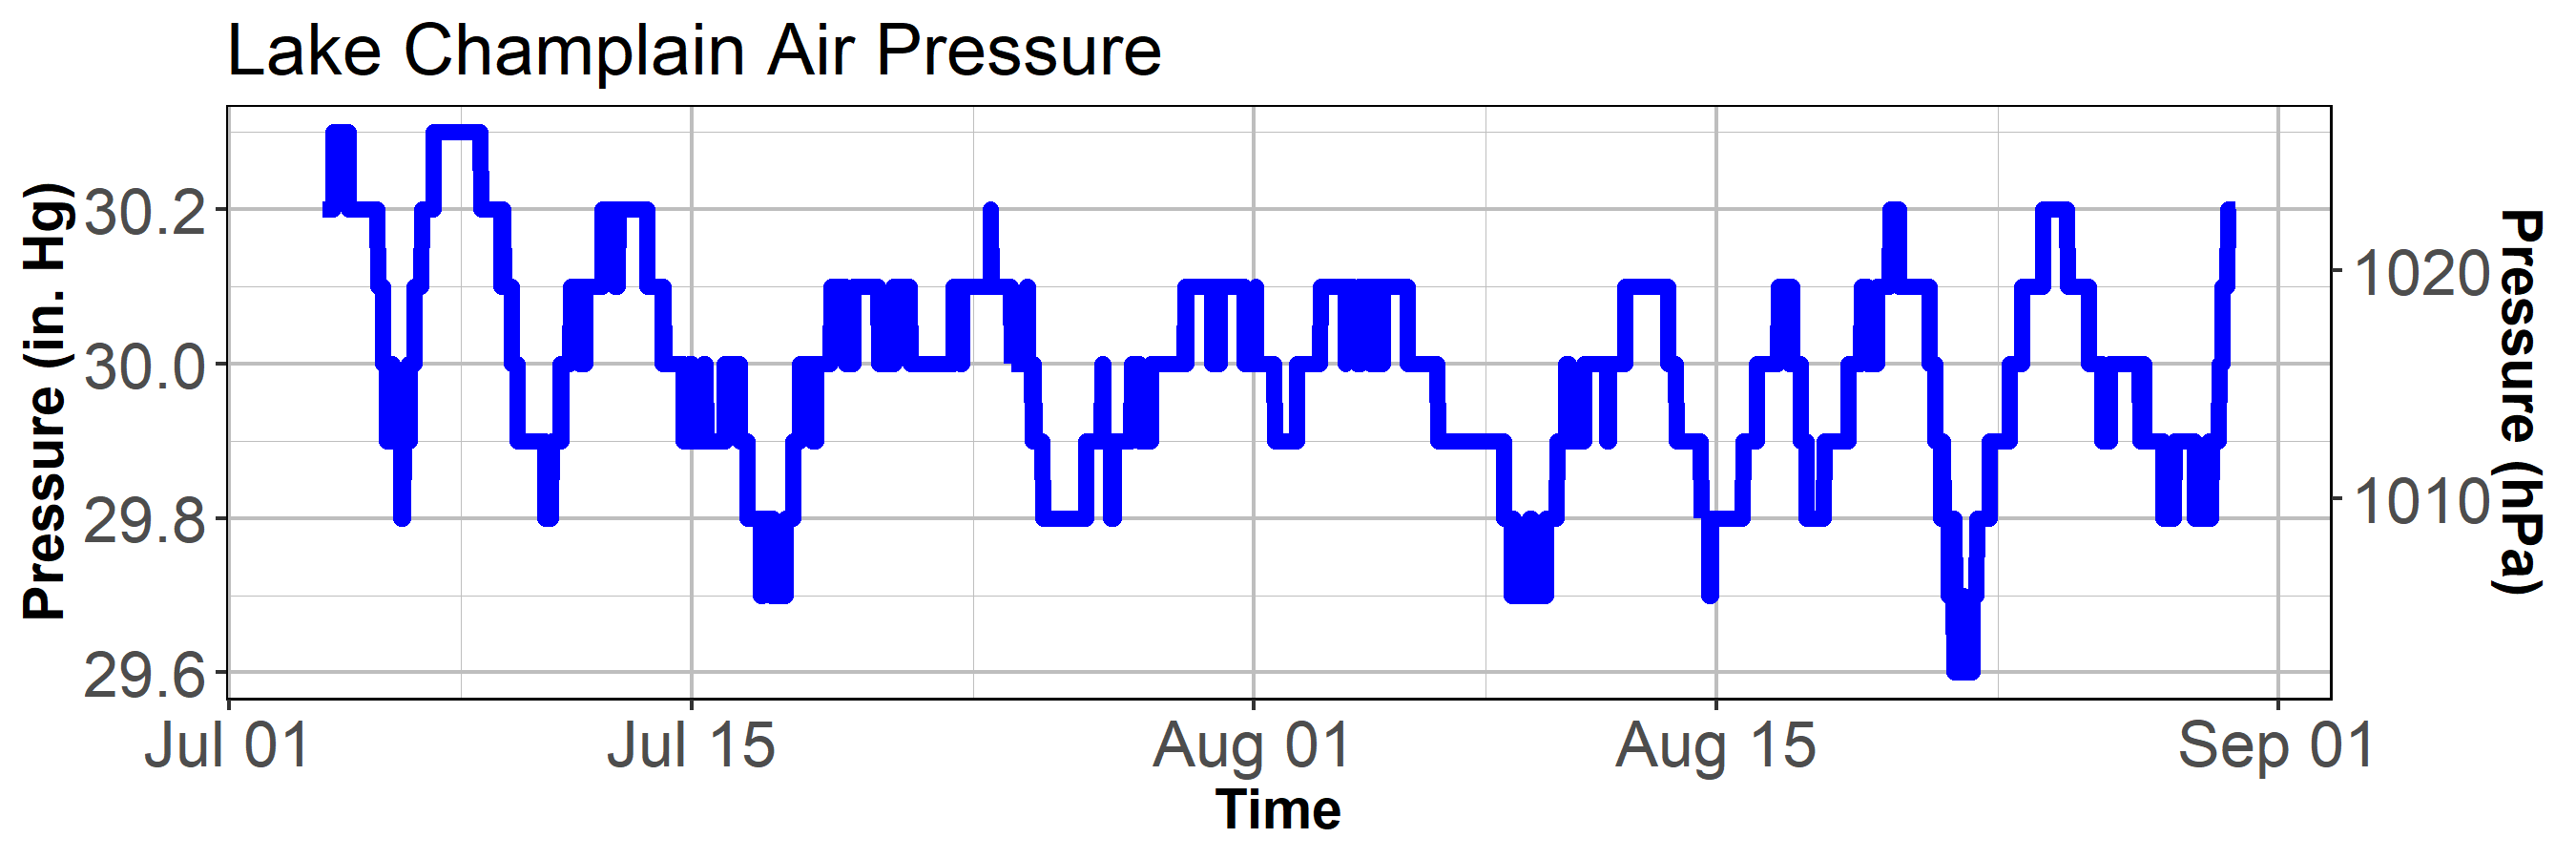 Lake Champlain Air Pressure
Pressure (in. Hg)
30.2
30.0
29.8
29.6
1020
1010
Pressure (hPa)
Jul 01
Jul 15
Aug 01
Aug 15
Sep 01
Time